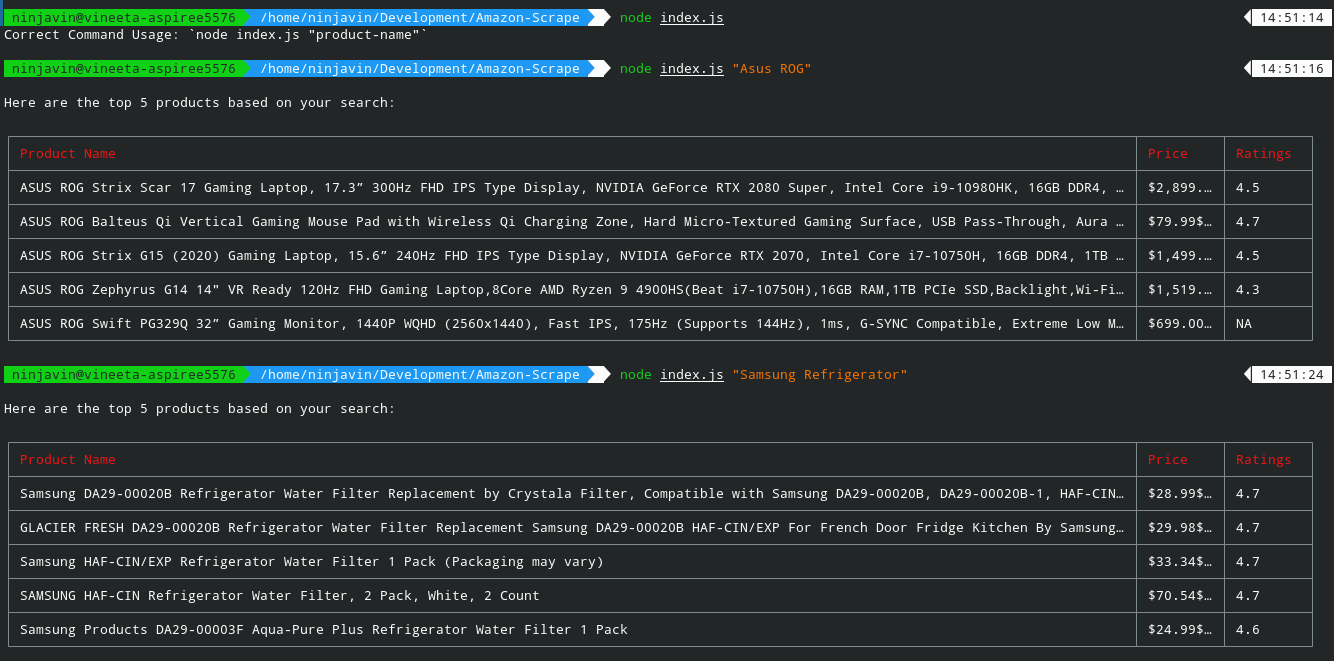 ninjavin@vineeta-aspiree5576 /home/ninjavin/Development/Amazon-Scrape node index.js 14:51:14
Correct Command Usage: `node index.js "product-name"`
ninjavin@vineeta-aspiree5576 /home/ninjavin/Development/Amazon-Scrape node index.js "Asus ROG" 14:51:16
Here are the top 5 products based on your search:
Product Name Price Ratings
ASUS ROG Strix Scar 17 Gaming Laptop, 17.3” 300Hz FHD IPS Type Display, NVIDIA GeForce RTX 2080 Super, Intel Core i9-10980HK, 16GB DDR4, … $2,899.… 4.5
ASUS ROG Balteus Qi Vertical Gaming Mouse Pad with Wireless Qi Charging Zone, Hard Micro-Textured Gaming Surface, USB Pass-Through, Aura … $79.99$… 4.7
ASUS ROG Strix G15 (2020) Gaming Laptop, 15.6” 240Hz FHD IPS Type Display, NVIDIA GeForce RTX 2070, Intel Core i7-10750H, 16GB DDR4, 1TB … $1,499.… 4.5
ASUS ROG Zephyrus G14 14" VR Ready 120Hz FHD Gaming Laptop,8Core AMD Ryzen 9 4900HS(Beat i7-10750H),16GB RAM,1TB PCIe SSD,Backlight,Wi-Fi… $1,519.… 4.3
ASUS ROG Swift PG329Q 32” Gaming Monitor, 1440P WQHD (2560x1440), Fast IPS, 175Hz (Supports 144Hz), 1ms, G-SYNC Compatible, Extreme Low M… $699.00… NA
ninjavin@vineeta-aspiree5576 /home/ninjavin/Development/Amazon-Scrape node index.js "Samsung Refrigerator" 14:51:24
Here are the top 5 products based on your search:
Product Name Price Ratings
Samsung DA29-00020B Refrigerator Water Filter Replacement by Crystala Filter, Compatible with Samsung DA29-00020B, DA29-00020B-1, HAF-CIN… $28.99$… 4.7
GLACIER FRESH DA29-00020B Refrigerator Water Filter Replacement Samsung DA29-00020B HAF-CIN/EXP For French Door Fridge Kitchen By Samsung… $29.98$… 4.7
Samsung HAF-CIN/EXP Refrigerator Water Filter 1 Pack (Packaging may vary) $33.34$… 4.7
SAMSUNG HAF-CIN Refrigerator Water Filter, 2 Pack, White, 2 Count $70.54$… 4.7
Samsung Products DA29-00003F Aqua-Pure Plus Refrigerator Water Filter 1 Pack $24.99$… 4.6